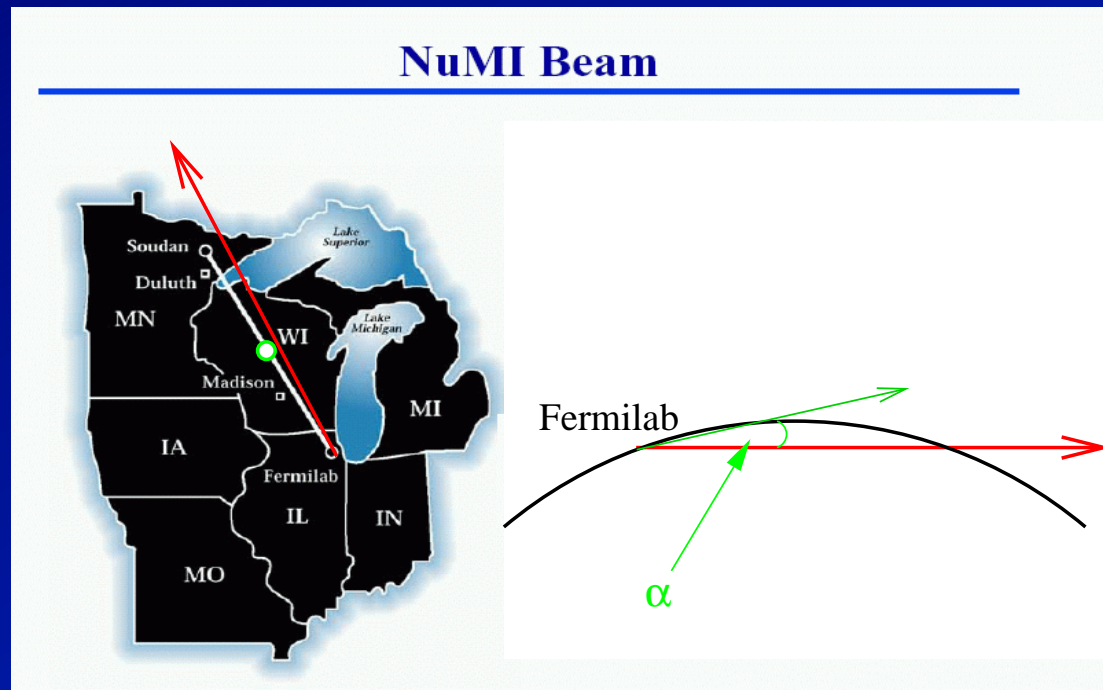 NuMI Beam
Lake
Superior
Soudan
Duluth
MN
WI
Lake
Michigan
Madison
MI
IA
Fermilab
IL
IN
MO
Fermilab
α